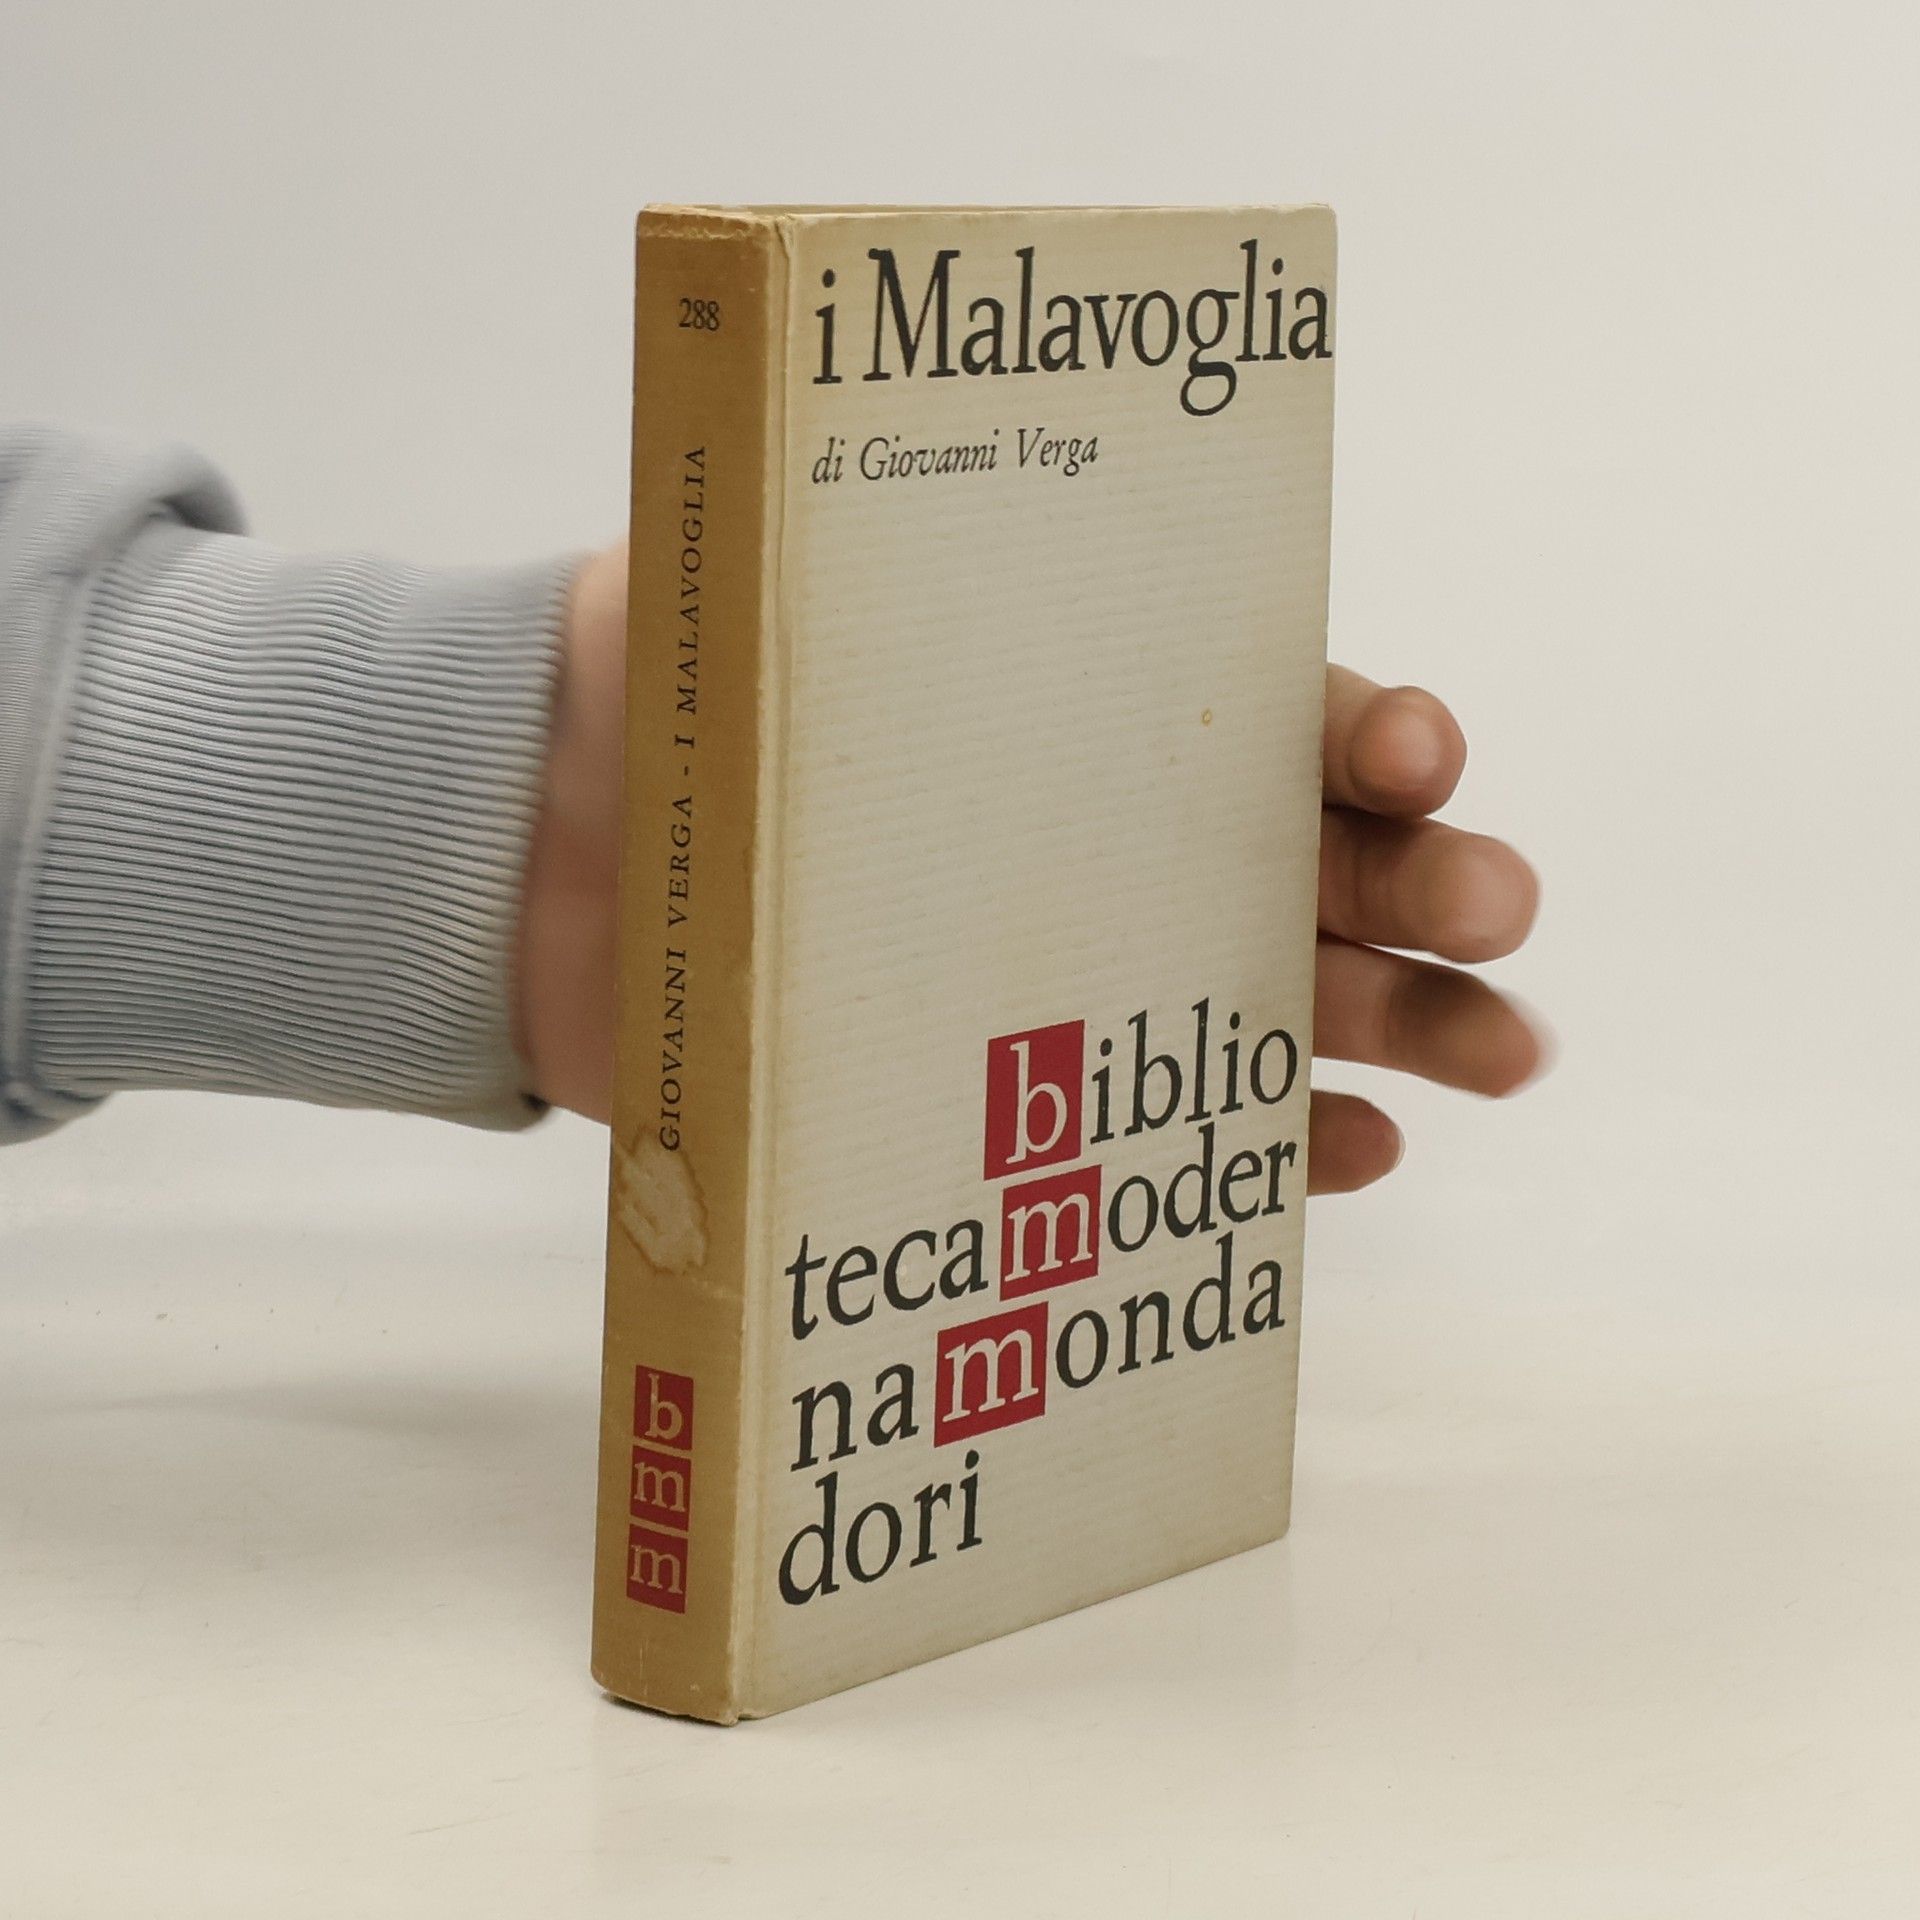 288
GIOVANNI VERGA - I MALAVOGLIA
b
m
m
i Malavoglia
di Giovanni Verga
biblio
tecamoder
namonda
dori